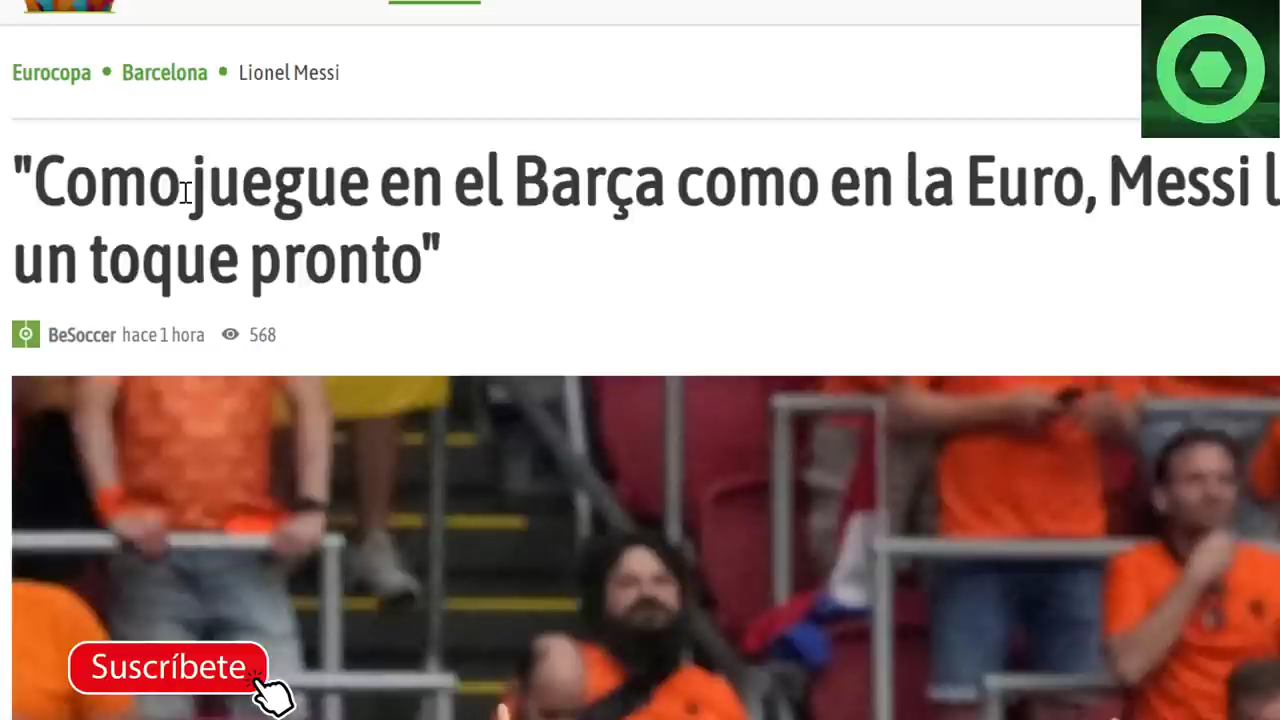 Eurocopa • Barcelona • Lionel Messi
"Como juegue en el Barça como en la Euro, Messi
un toque pronto"
BeSoccer hace 1 hora 568
Suscríbete